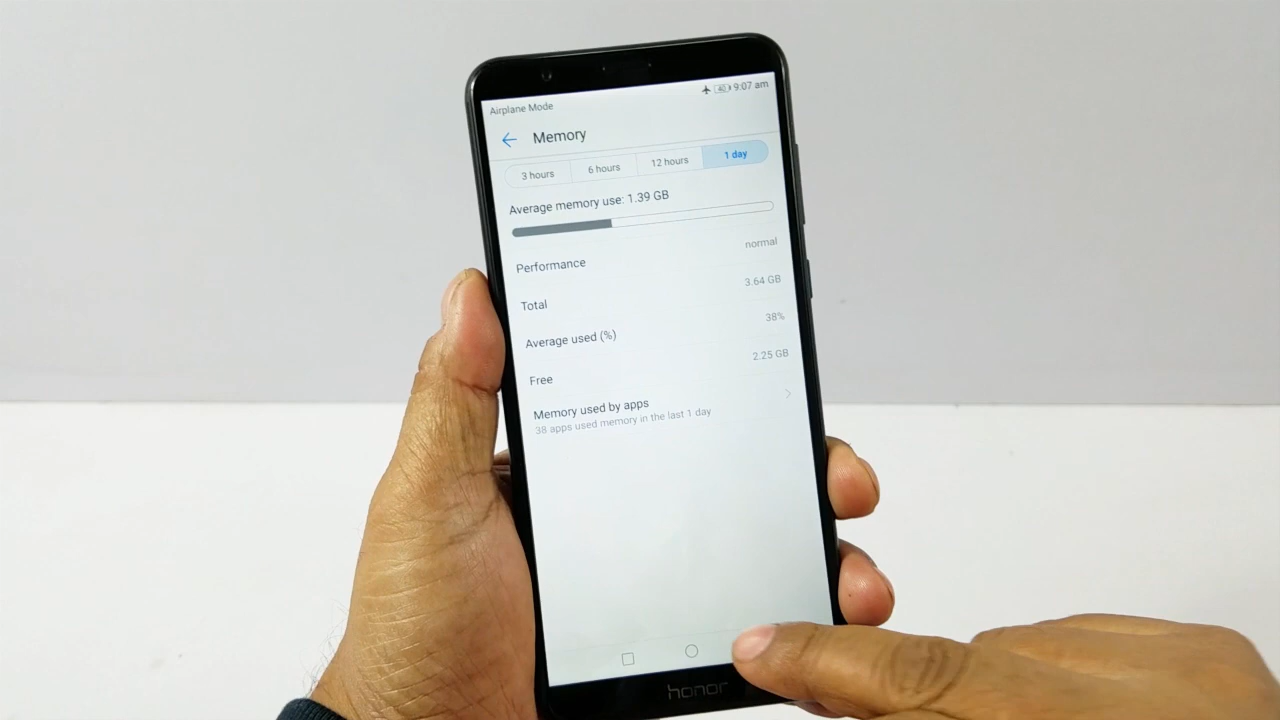 Airplane Mode 40 9:07 am
Memory
3 hours 6 hours 12 hours 1 day
Average memory use: 1.39 GB
Performance normal
Total 3.64 GB
Average used (%) 38%
Free 2.25 GB
Memory used by apps
38 apps used memory in the last 1 day
honor